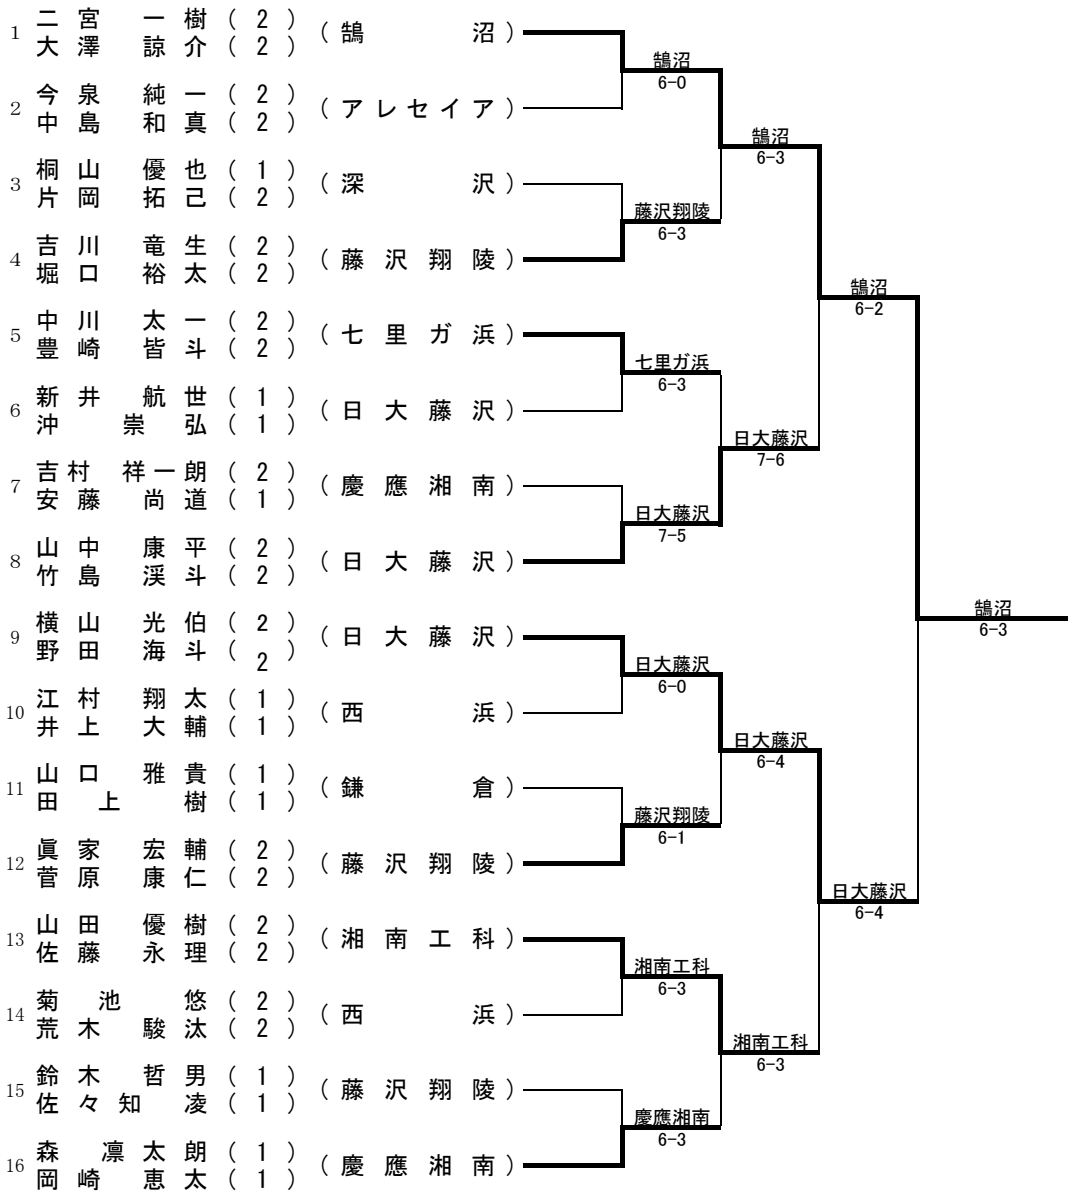 1 二宮 一樹 ( 2 ) ( 鵠沼 )
大澤 諒介 ( 2 )
2 今泉 純一 ( 2 ) ( アレセイア )
中島 和真 ( 2 )
3 桐山 優也 ( 1 ) ( 深沢 )
片岡 拓己 ( 2 )
4 吉川 竜生 ( 2 ) ( 藤沢翔陵 )
堀口 裕太 ( 2 )
5 中川 太一 ( 2 ) ( 七里ガ浜 )
豊崎 皆斗 ( 2 )
6 新井 航世 ( 1 ) ( 日大藤沢 )
沖 崇弘 ( 1 )
7 吉村 祥一朗 ( 2 ) ( 慶應湘南 )
安藤 尚道 ( 1 )
8 山中 康平 ( 2 ) ( 日大藤沢 )
竹島 渓斗 ( 2 )
9 横山 光伯 ( 2 ) ( 日大藤沢 )
野田 海斗 ( 2 )
10 江村 翔太 ( 1 ) ( 西浜 )
井上 大輔 ( 1 )
11 山口 雅貴 ( 1 ) ( 鎌倉 )
田上 樹 ( 1 )
12 眞家 宏輔 ( 2 ) ( 藤沢翔陵 )
菅原 康仁 ( 2 )
13 山田 優樹 ( 2 ) ( 湘南工科 )
佐藤 永理 ( 2 )
14 菊池 悠 ( 2 ) ( 西浜 )
荒木 駿汰 ( 2 )
15 鈴木 哲男 ( 1 ) ( 藤沢翔陵 )
佐々知 凌 ( 1 )
16 森 凛太朗 ( 1 ) ( 慶應湘南 )
岡崎 恵太 ( 1 )
鵠沼
6-0
藤沢翔陵
6-3
七里ガ浜
6-3
日大藤沢
7-5
日大藤沢
6-0
藤沢翔陵
6-1
湘南工科
6-3
慶應湘南
6-3
鵠沼
6-3
日大藤沢
7-6
日大藤沢
6-4
湘南工科
6-3
鵠沼
6-2
日大藤沢
6-4
鵠沼
6-3